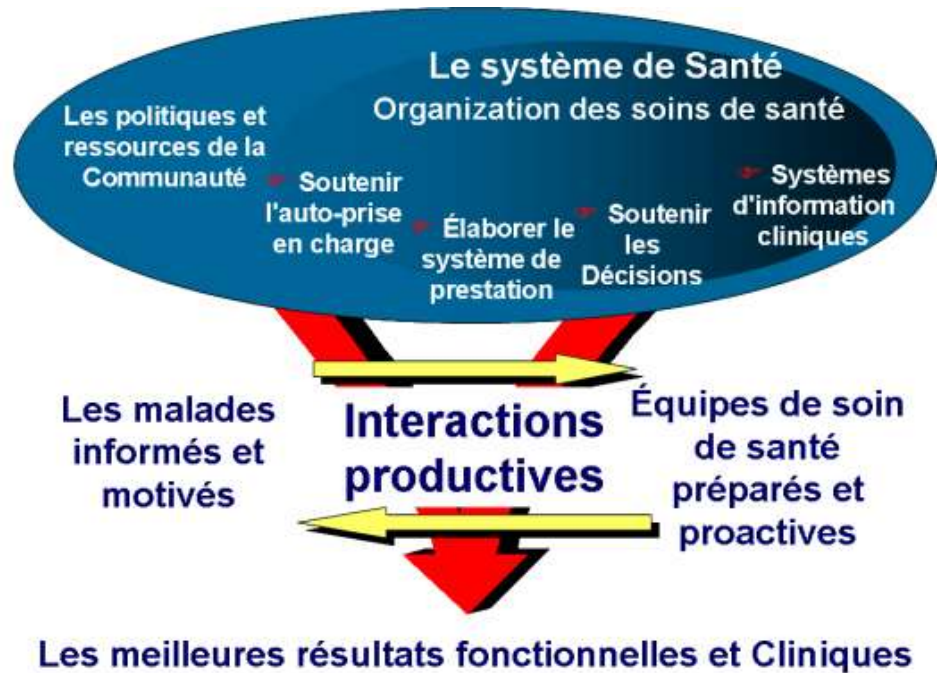 Le système de Santé
Organization des soins de santé
Les politiques et
ressources de la
Communauté
Soutenir
l'auto-prise
en charge
Élaborer le
système de
prestation
Soutenir
les
Décisions
Systèmes
d'information
cliniques
Les malades
informés et
motivés
Interactions
productives
Équipes de soin
de santé
préparés et
proactives
Les meilleures résultats fonctionnelles et Cliniques